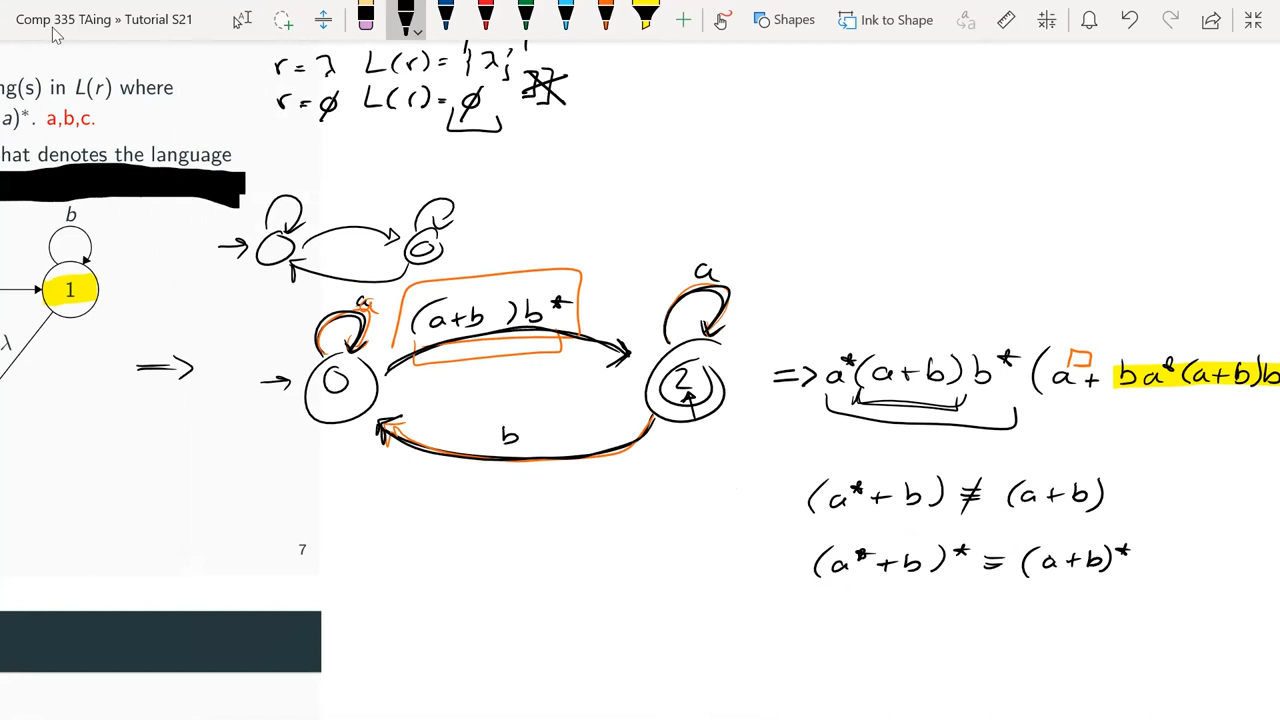 Comp 335 TAing » Tutorial S21
Shapes
Ink to Shape
r = λ L(r) = {λ}
r = ϕ L(r) = ϕ
ng(s) in L(r) where
a)*. a,b,c.
hat denotes the language
b
1
λ
7
=>
a
(a+b )b*
a
0
2
b
=> a*(a+b)b*(a + ba*(a+b)b
(a*+b) ≢ (a+b)
(a*+b)* = (a+b)*